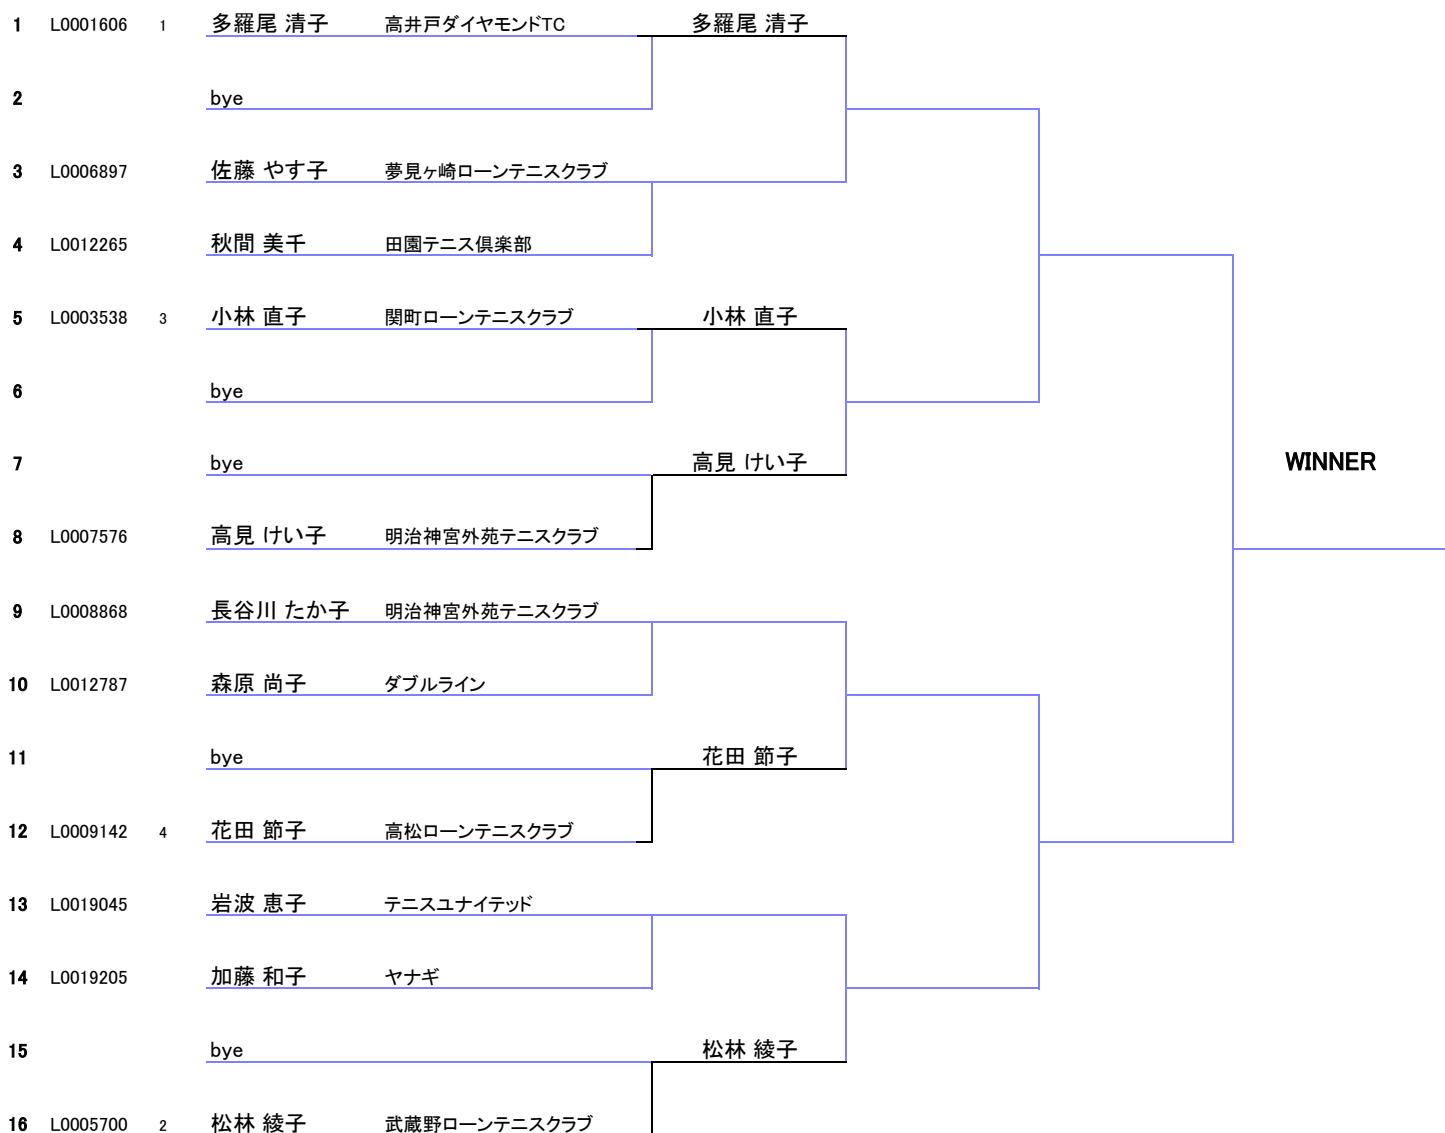 1 L0001606 1 多羅尾 清子 高井戸ダイヤモンドTC 多羅尾 清子
2 bye
3 L0006897 佐藤 やす子 夢見ヶ崎ローンテニスクラブ
4 L0012265 秋間 美千 田園テニス倶楽部
5 L0003538 3 小林 直子 関町ローンテニスクラブ 小林 直子
6 bye
7 bye 高見 けい子 WINNER
8 L0007576 高見 けい子 明治神宮外苑テニスクラブ
9 L0008868 長谷川 たか子 明治神宮外苑テニスクラブ
10 L0012787 森原 尚子 ダブルライン
11 bye 花田 節子
12 L0009142 4 花田 節子 高松ローンテニスクラブ
13 L0019045 岩波 恵子 テニスユナイテッド
14 L0019205 加藤 和子 ヤナギ
15 bye 松林 綾子
16 L0005700 2 松林 綾子 武蔵野ローンテニスクラブ